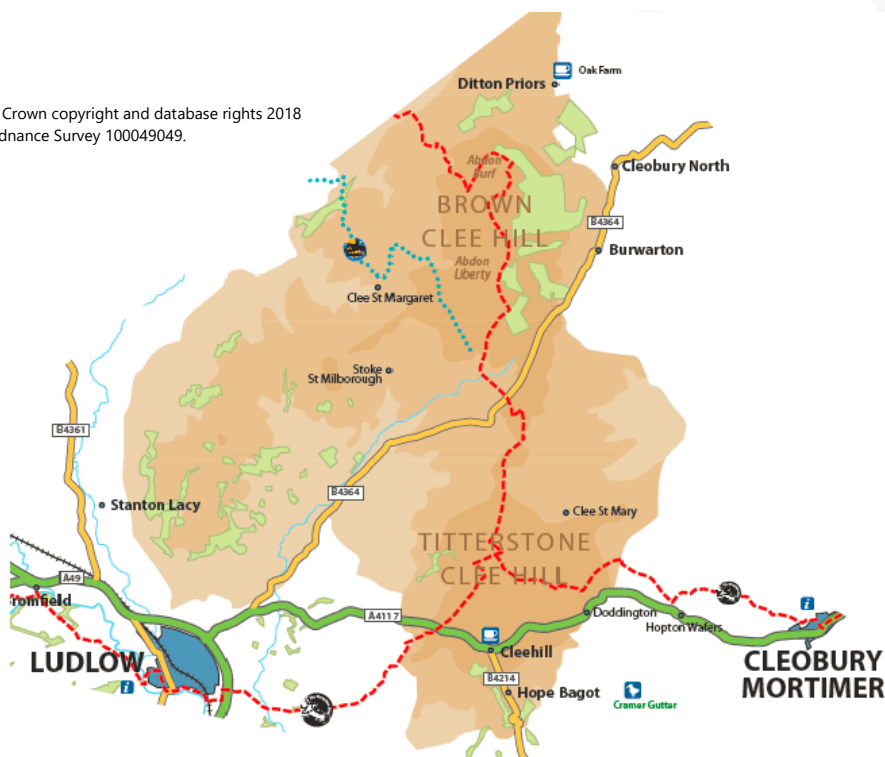 Crown copyright and database rights 2018
dnance Survey 100049049.
Oak Farm
Ditton Priors
Cleobury North
Abdon
Burf
BROWN
CLEE HILL
B4364
Burwarton
Abdon
Liberty
Clee St Margaret
Stoke
St Milborough
B4361
B4364
Stanton Lacy
Clee St Mary
TITTERSTONE
CLEE HILL
A49
romfield
A4117
Doddington
Hopton Wafers
LUDLOW
Cleehill
CLEOBURY
MORTIMER
B4214
Hope Bagot
Cramer Gutter
i
i